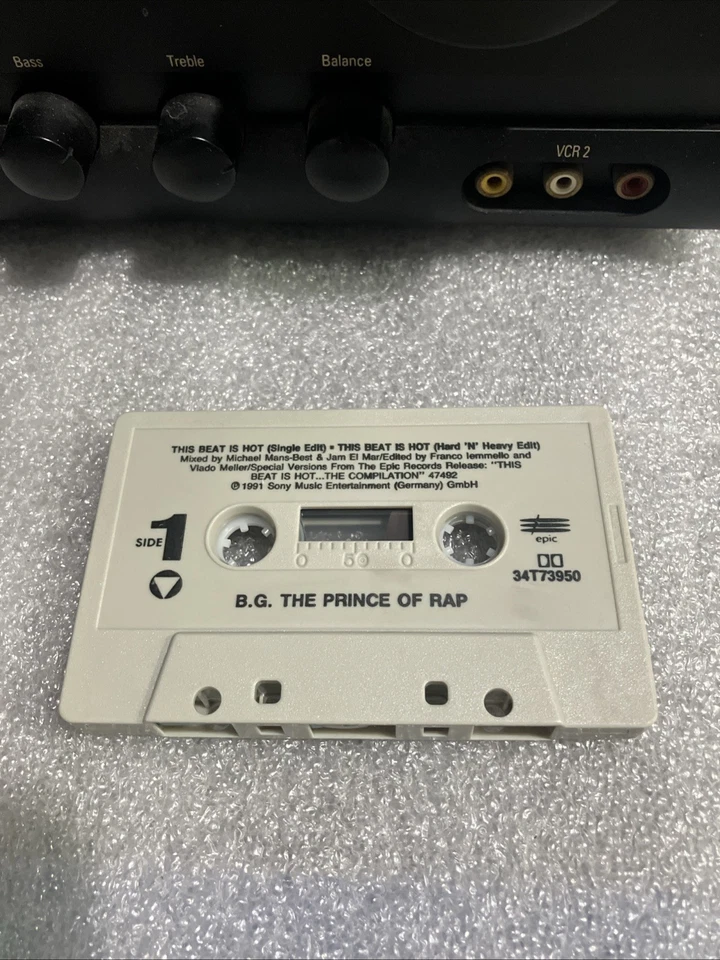 Bass Treble Balance
VCR 2
THIS BEAT IS HOT (Single Edit) • THIS BEAT IS HOT (Hard 'N' Heavy Edit)
Mixed by Michael Mans-Best & Jam El Mar/Edited by Franco Iemmello and
Vlado Meller/Special Versions From The Epic Records Release: "THIS
BEAT IS HOT...THE COMPILATION" 47492
℗ 1991 Sony Music Entertainment (Germany) GmbH
SIDE 1
0 50 0
epic
34T73950
B.G. THE PRINCE OF RAP